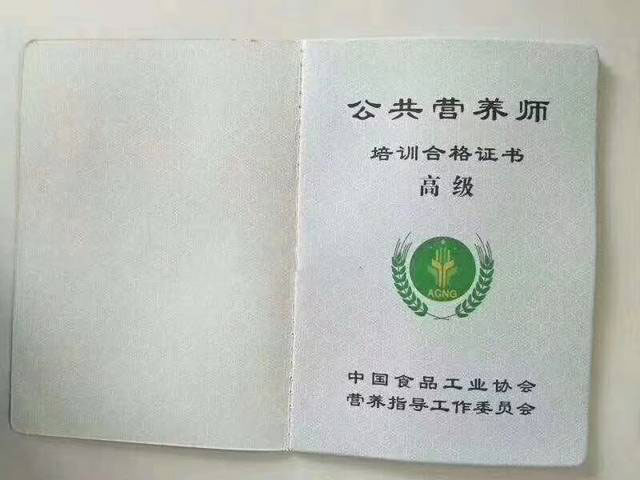 公共营养师
培训合格证书
高级
ACNG
中国食品工业协会
营养指导工作委员会